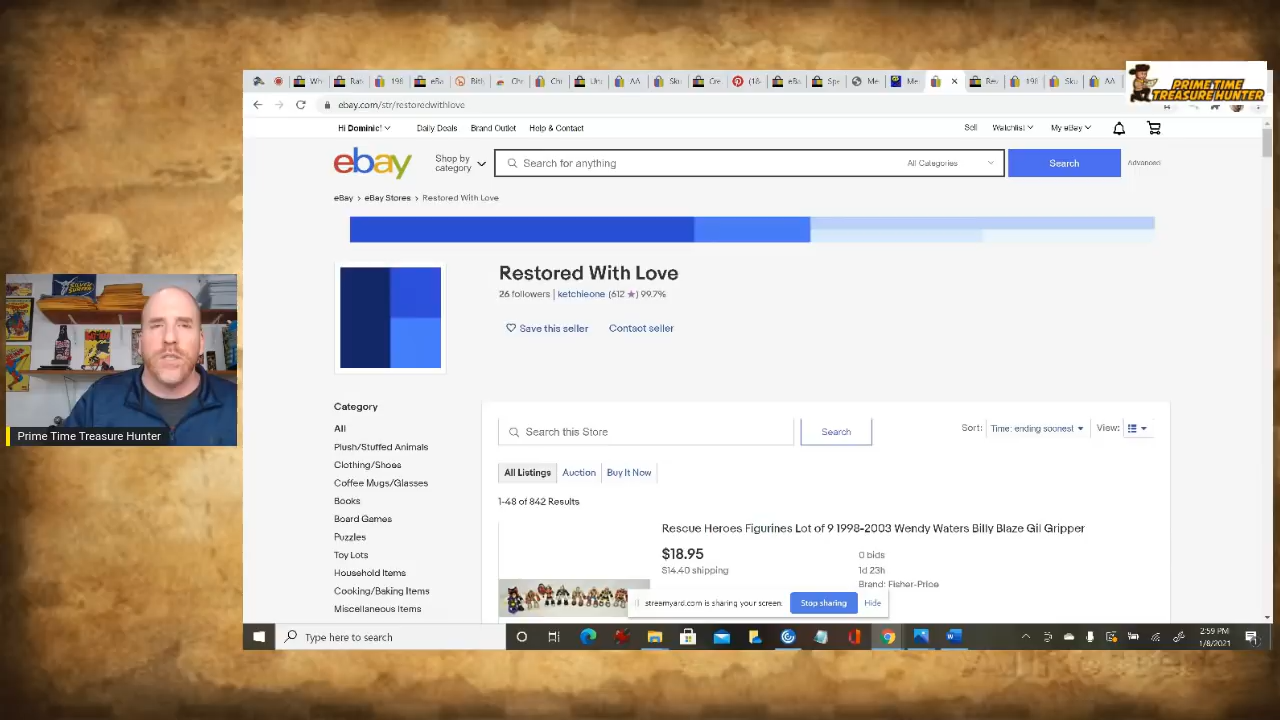 PRIME TIME
TREASURE HUNTER
ebay.com/str/restoredwithlove
Hi Dominic!
Daily Deals
Brand Outlet
Help & Contact
Sell
Watchlist
My eBay
ebay
Shop by
category
Search for anything
All Categories
Search
Advanced
eBay > eBay Stores > Restored With Love
Restored With Love
26 followers | ketchieone (612 ★) 99.7%
Save this seller
Contact seller
SILVER SURFER
Prime Time Treasure Hunter
Category
All
Plush/Stuffed Animals
Clothing/Shoes
Coffee Mugs/Glasses
Books
Board Games
Puzzles
Toy Lots
Household Items
Cooking/Baking Items
Miscellaneous Items
Search this Store
Search
Sort:
Time: ending soonest
View:
All Listings
Auction
Buy It Now
1-48 of 842 Results
Rescue Heroes Figurines Lot of 9 1998-2003 Wendy Waters Billy Blaze Gil Gripper
$18.95
0 bids
$14.40 shipping
1d 23h
Brand: Fisher-Price
streamyard.com is sharing your screen.
Stop sharing
Hide
Type here to search
2:59 PM
1/8/2021